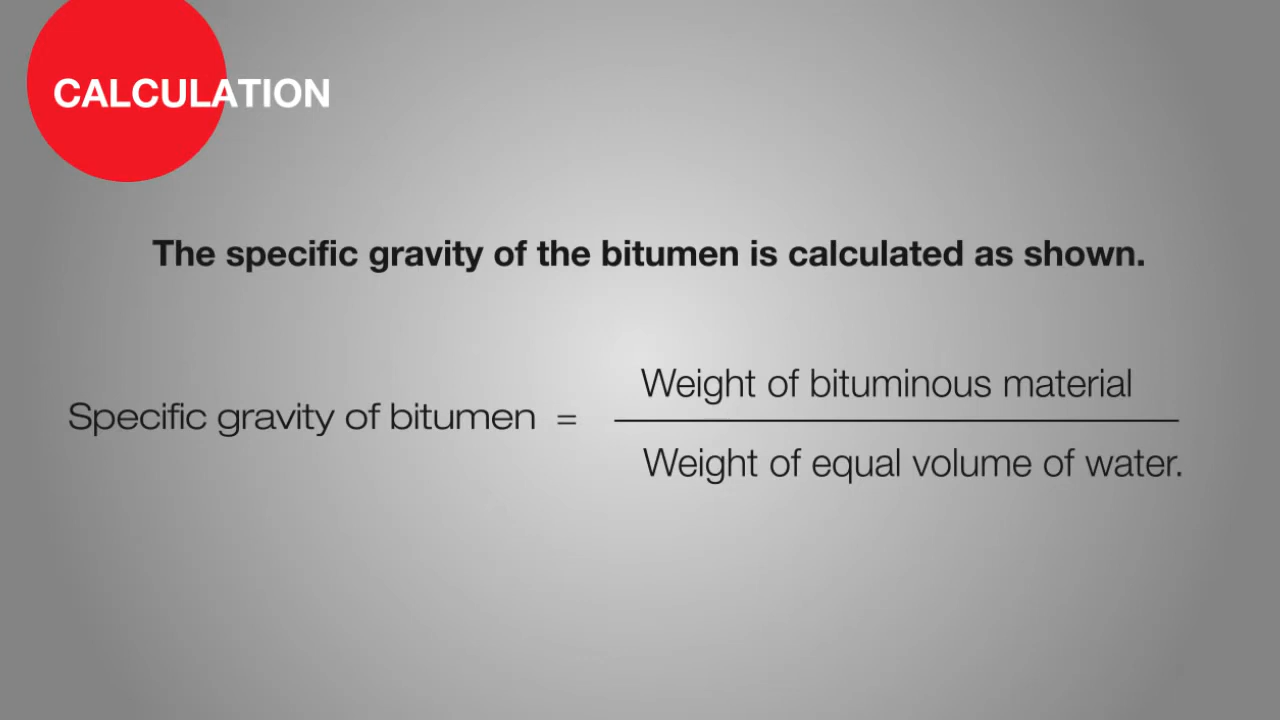 CALCULATION
The specific gravity of the bitumen is calculated as shown.
Weight of bituminous material
Specific gravity of bitumen =
Weight of equal volume of water.